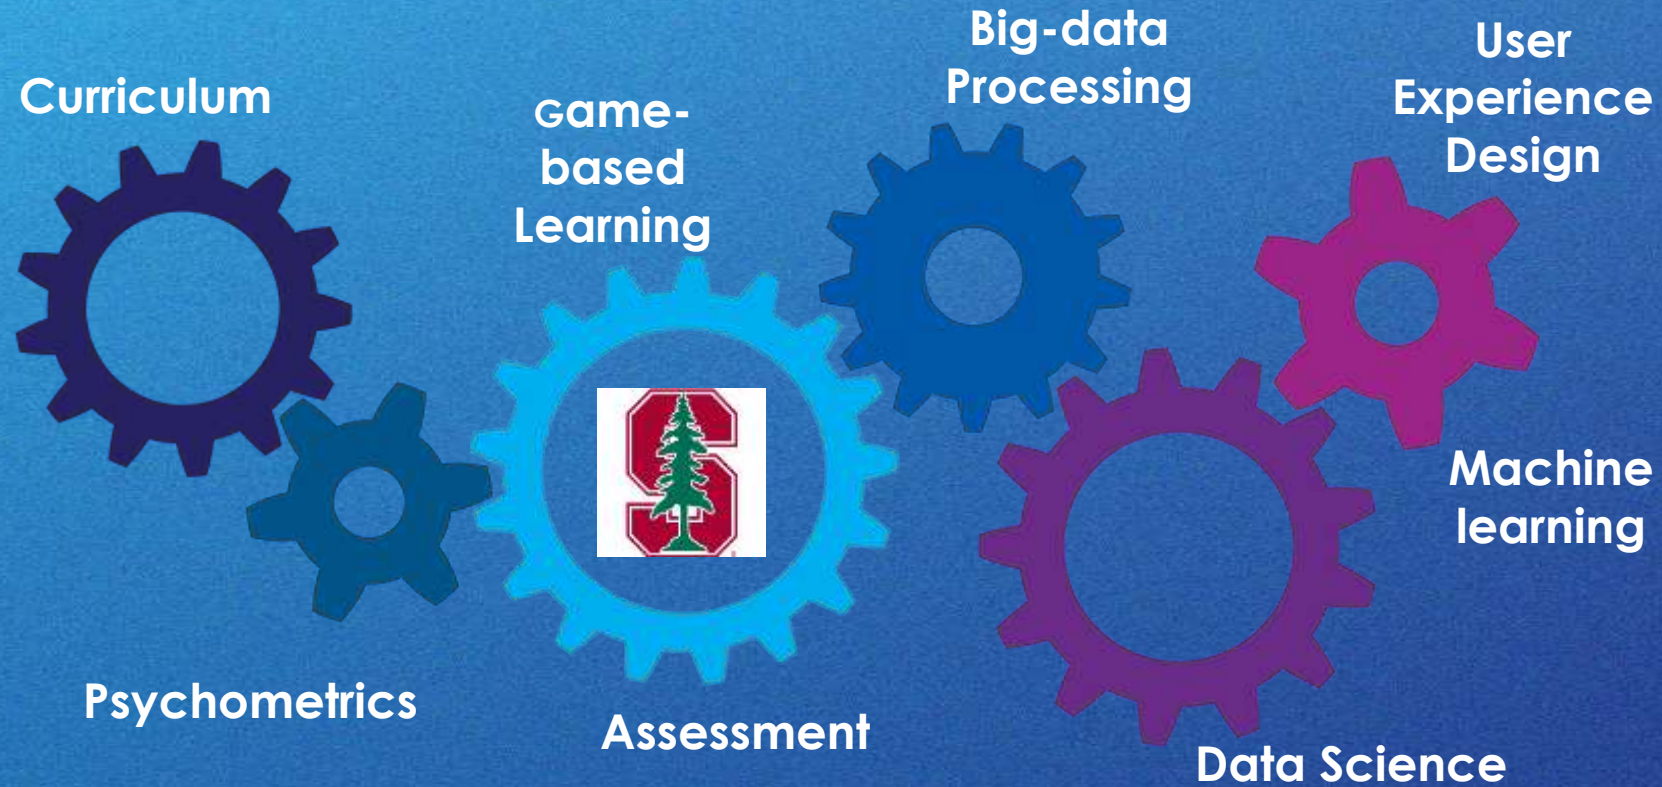 Curriculum
Game-
based
Learning
Big-data
Processing
User
Experience
Design
Machine
learning
Psychometrics
Assessment
Data Science
S